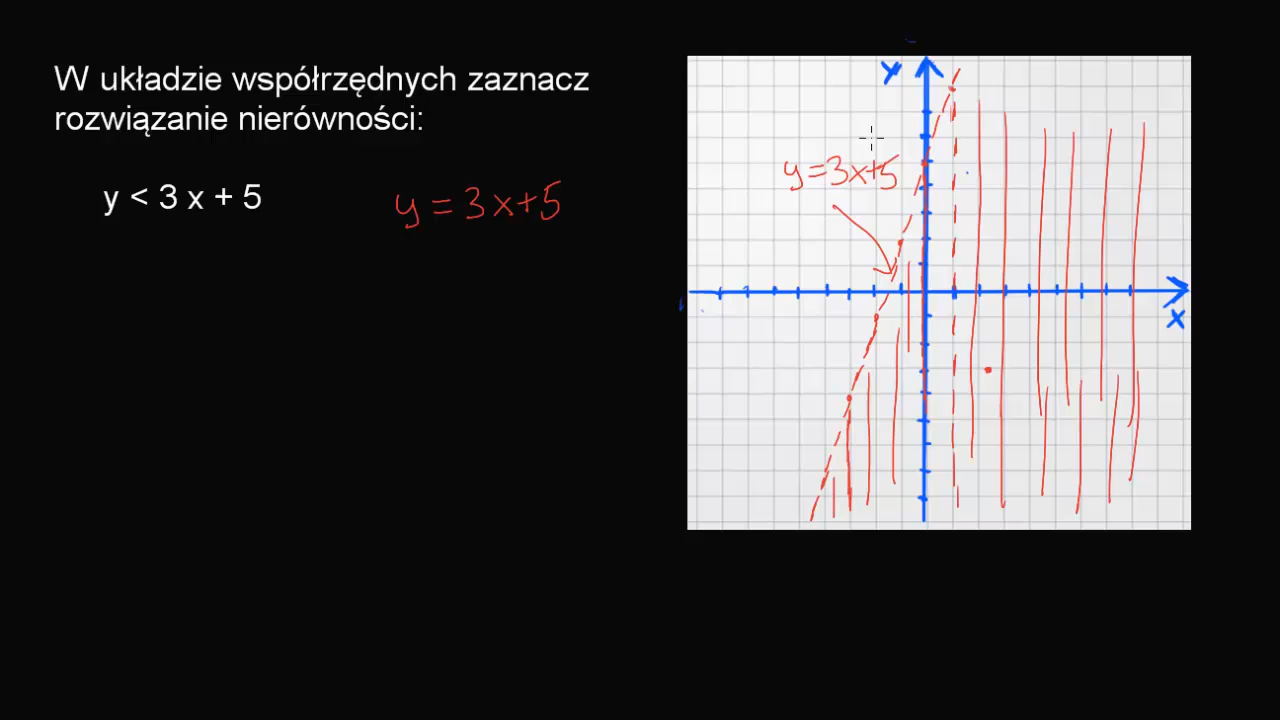 W układzie współrzędnych zaznacz
rozwiązanie nierówności:
y < 3 x + 5
y = 3x+5
y
y=3x+5
x